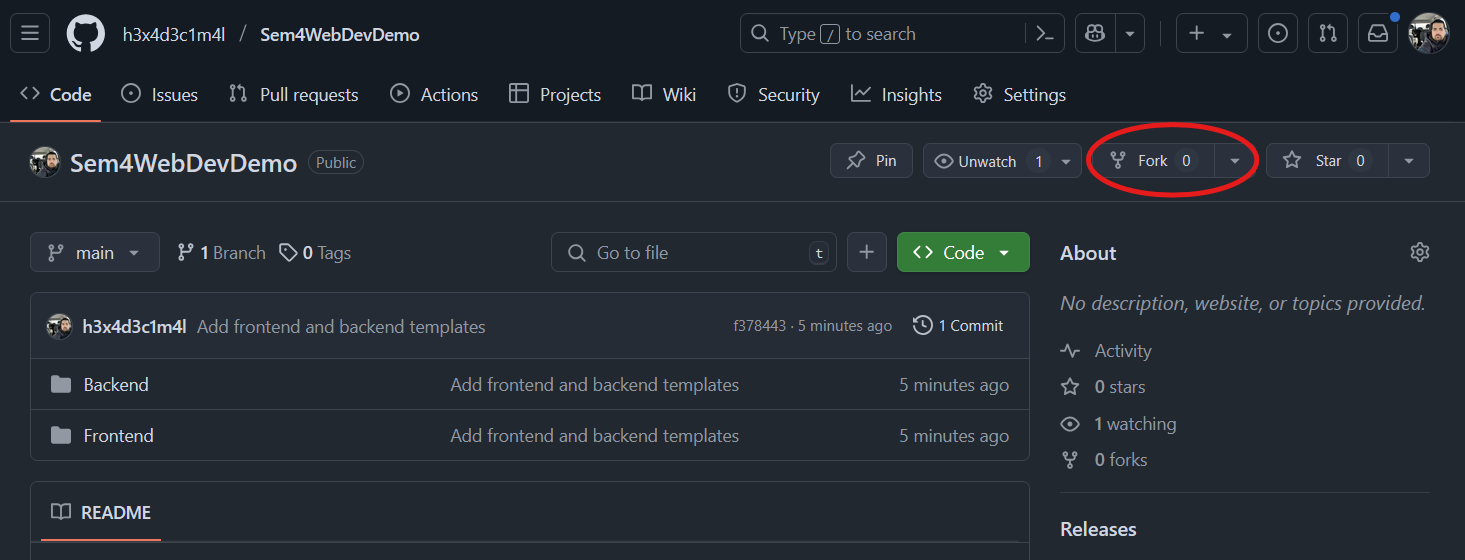 h3x4d3c1m4l / Sem4WebDevDemo Type / to search
Code Issues Pull requests Actions Projects Wiki Security Insights Settings
Sem4WebDevDemo Public Pin Unwatch 1 Fork 0 Star 0
main 1 Branch 0 Tags Go to file t Code About
No description, website, or topics provided.
h3x4d3c1m4l Add frontend and backend templates f378443 · 5 minutes ago 1 Commit
Activity
Backend Add frontend and backend templates 5 minutes ago
0 stars
1 watching
Frontend Add frontend and backend templates 5 minutes ago
0 forks
README
Releases